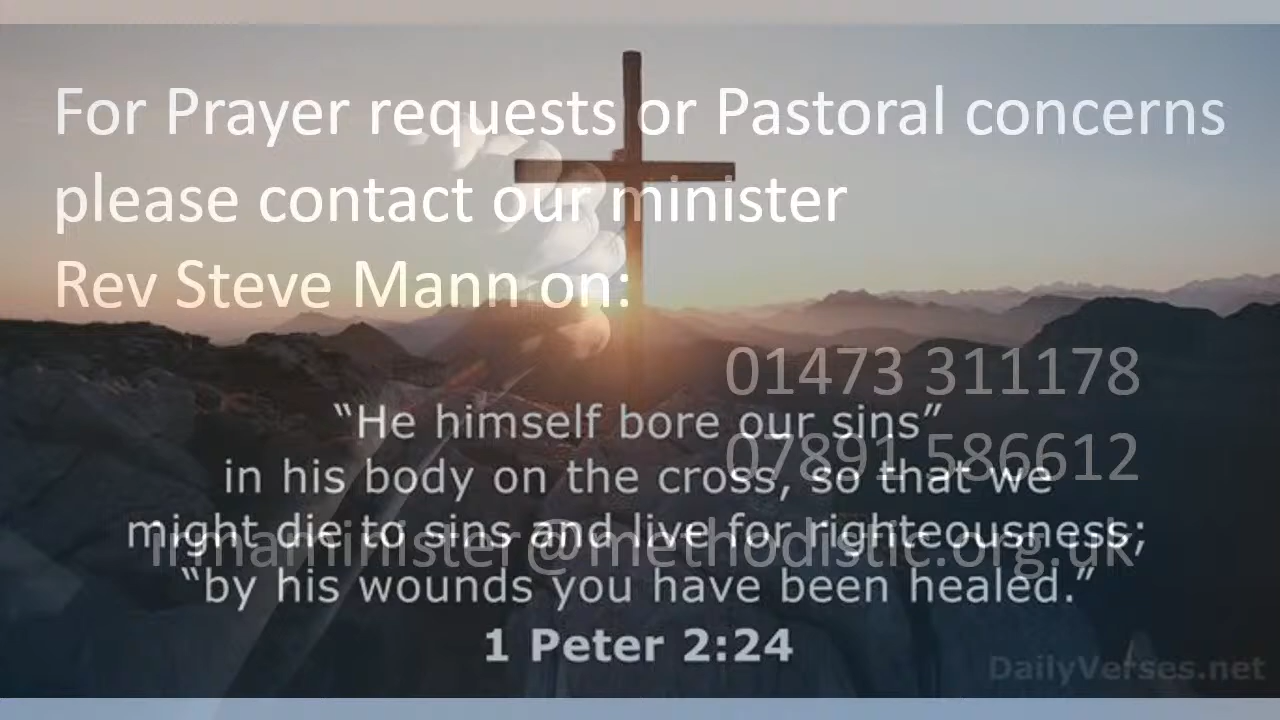 For Prayer requests or Pastoral concerns
please contact our minister
Rev Steve Mann on:
01473 311178
07891 586612
“He himself bore our sins”
in his body on the cross, so that we
might die to sins and live for righteousness;
“by his wounds you have been healed.”
1 Peter 2:24
DailyVerses.net